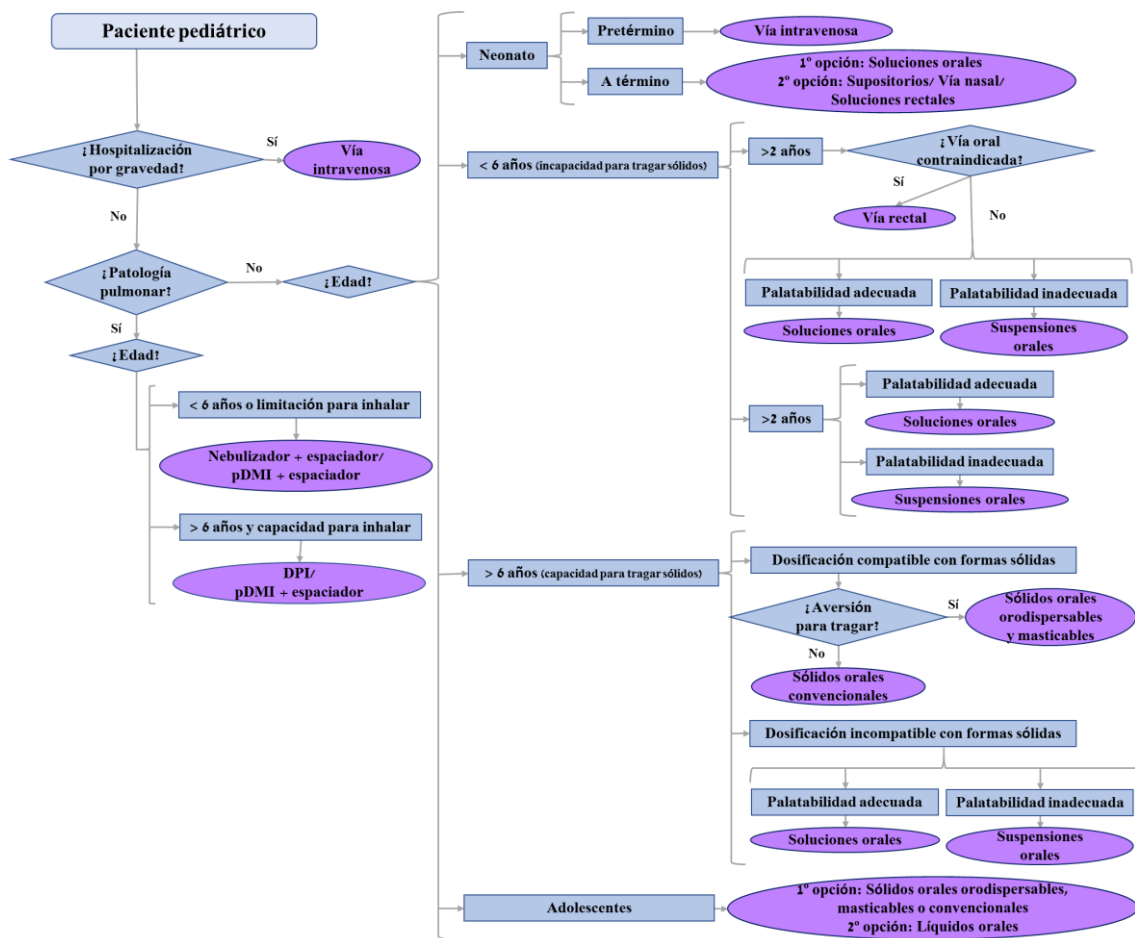 Paciente pediátrico
¿Hospitalización
por gravedad?
Sí
Vía
intravenosa
No
¿Patología
pulmonar?
No
¿Edad?
Sí
¿Edad?
< 6 años o limitación para inhalar
Nebulizador + espaciador/
pDMI + espaciador
> 6 años y capacidad para inhalar
DPI/
pDMI + espaciador
Neonato
Pretérmino
Vía intravenosa
A término
1º opción: Soluciones orales
2º opción: Supositorios/ Vía nasal/
Soluciones rectales
< 6 años (incapacidad para tragar sólidos)
>2 años
¿Vía oral
contraindicada?
Sí
Vía rectal
No
Palatabilidad adecuada
Soluciones orales
Palatabilidad inadecuada
Suspensiones
orales
>2 años
Palatabilidad adecuada
Soluciones orales
Palatabilidad inadecuada
Suspensiones orales
> 6 años (capacidad para tragar sólidos)
Dosificación compatible con formas sólidas
¿Aversión
para tragar?
Sí
Sólidos orales
orodispersables
y masticables
No
Sólidos orales
convencionales
Dosificación incompatible con formas sólidas
Palatabilidad adecuada
Soluciones orales
Palatabilidad inadecuada
Suspensiones
orales
Adolescentes
1º opción: Sólidos orales orodispersables,
masticables o convencionales
2º opción: Líquidos orales